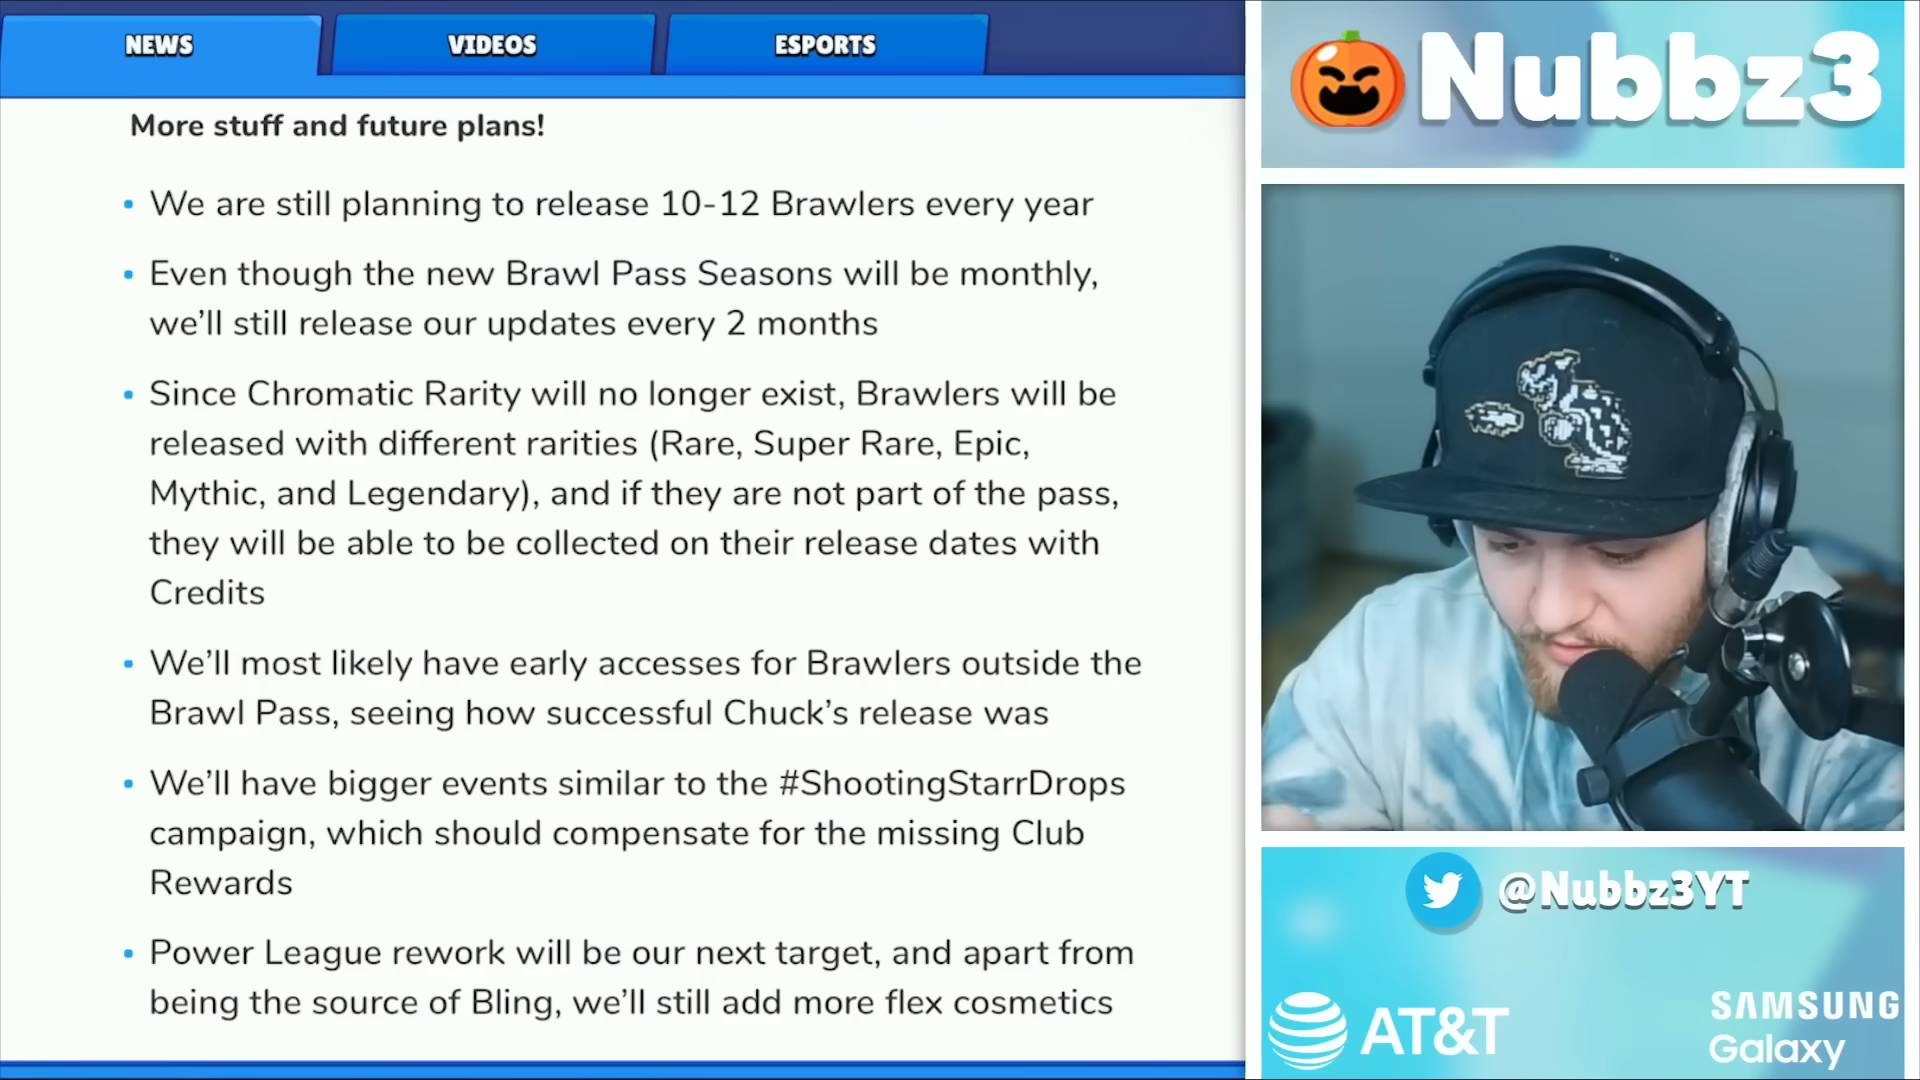 NEWS
VIDEOS
ESPORTS
More stuff and future plans!
We are still planning to release 10-12 Brawlers every year
Even though the new Brawl Pass Seasons will be monthly,
we'll still release our updates every 2 months
Since Chromatic Rarity will no longer exist, Brawlers will be
released with different rarities (Rare, Super Rare, Epic,
Mythic, and Legendary), and if they are not part of the pass,
they will be able to be collected on their release dates with
Credits
We'll most likely have early accesses for Brawlers outside the
Brawl Pass, seeing how successful Chuck's release was
We'll have bigger events similar to the #ShootingStarrDrops
campaign, which should compensate for the missing Club
Rewards
Power League rework will be our next target, and apart from
being the source of Bling, we'll still add more flex cosmetics
Nubbz3
@Nubbz3YT
AT&T
SAMSUNG
Galaxy